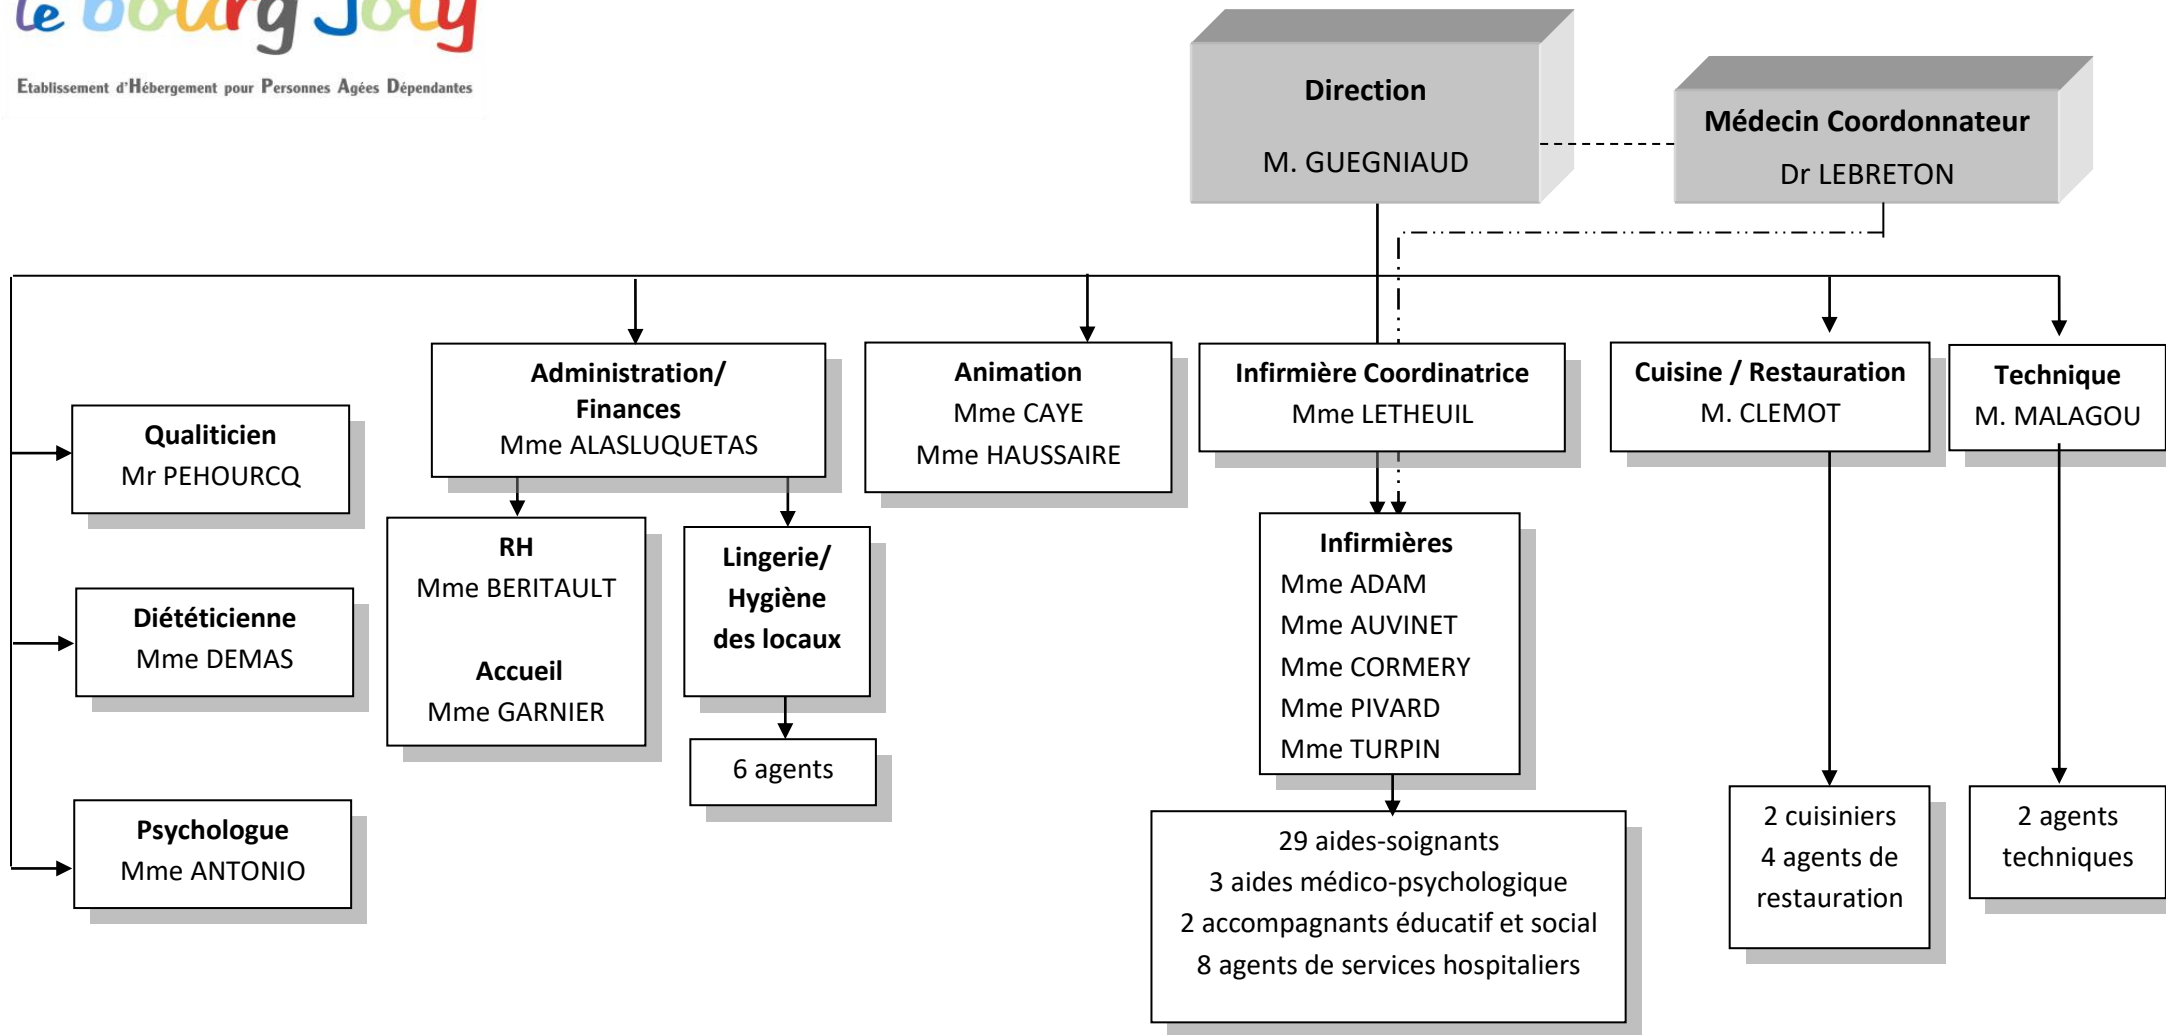 le bourg Joly
Etablissement d'Hébergement pour Personnes Agées Dépendantes
Direction
M. GUEGNIAUD
Médecin Coordonnateur
Dr LEBRETON
Qualiticien
Mr PEHOURCQ
Diététicienne
Mme DEMAS
Psychologue
Mme ANTONIO
Administration/
Finances
Mme ALASLUQUETAS
RH
Mme BERITAULT
Accueil
Mme GARNIER
Lingerie/
Hygiène
des locaux
6 agents
Animation
Mme CAYE
Mme HAUSSAIRE
Infirmière Coordinatrice
Mme LETHEUIL
Infirmières
Mme ADAM
Mme AUVINET
Mme CORMERY
Mme PIVARD
Mme TURPIN
29 aides-soignants
3 aides médico-psychologique
2 accompagnants éducatif et social
8 agents de services hospitaliers
Cuisine / Restauration
M. CLEMOT
2 cuisiniers
4 agents de
restauration
Technique
M. MALAGOU
2 agents
techniques